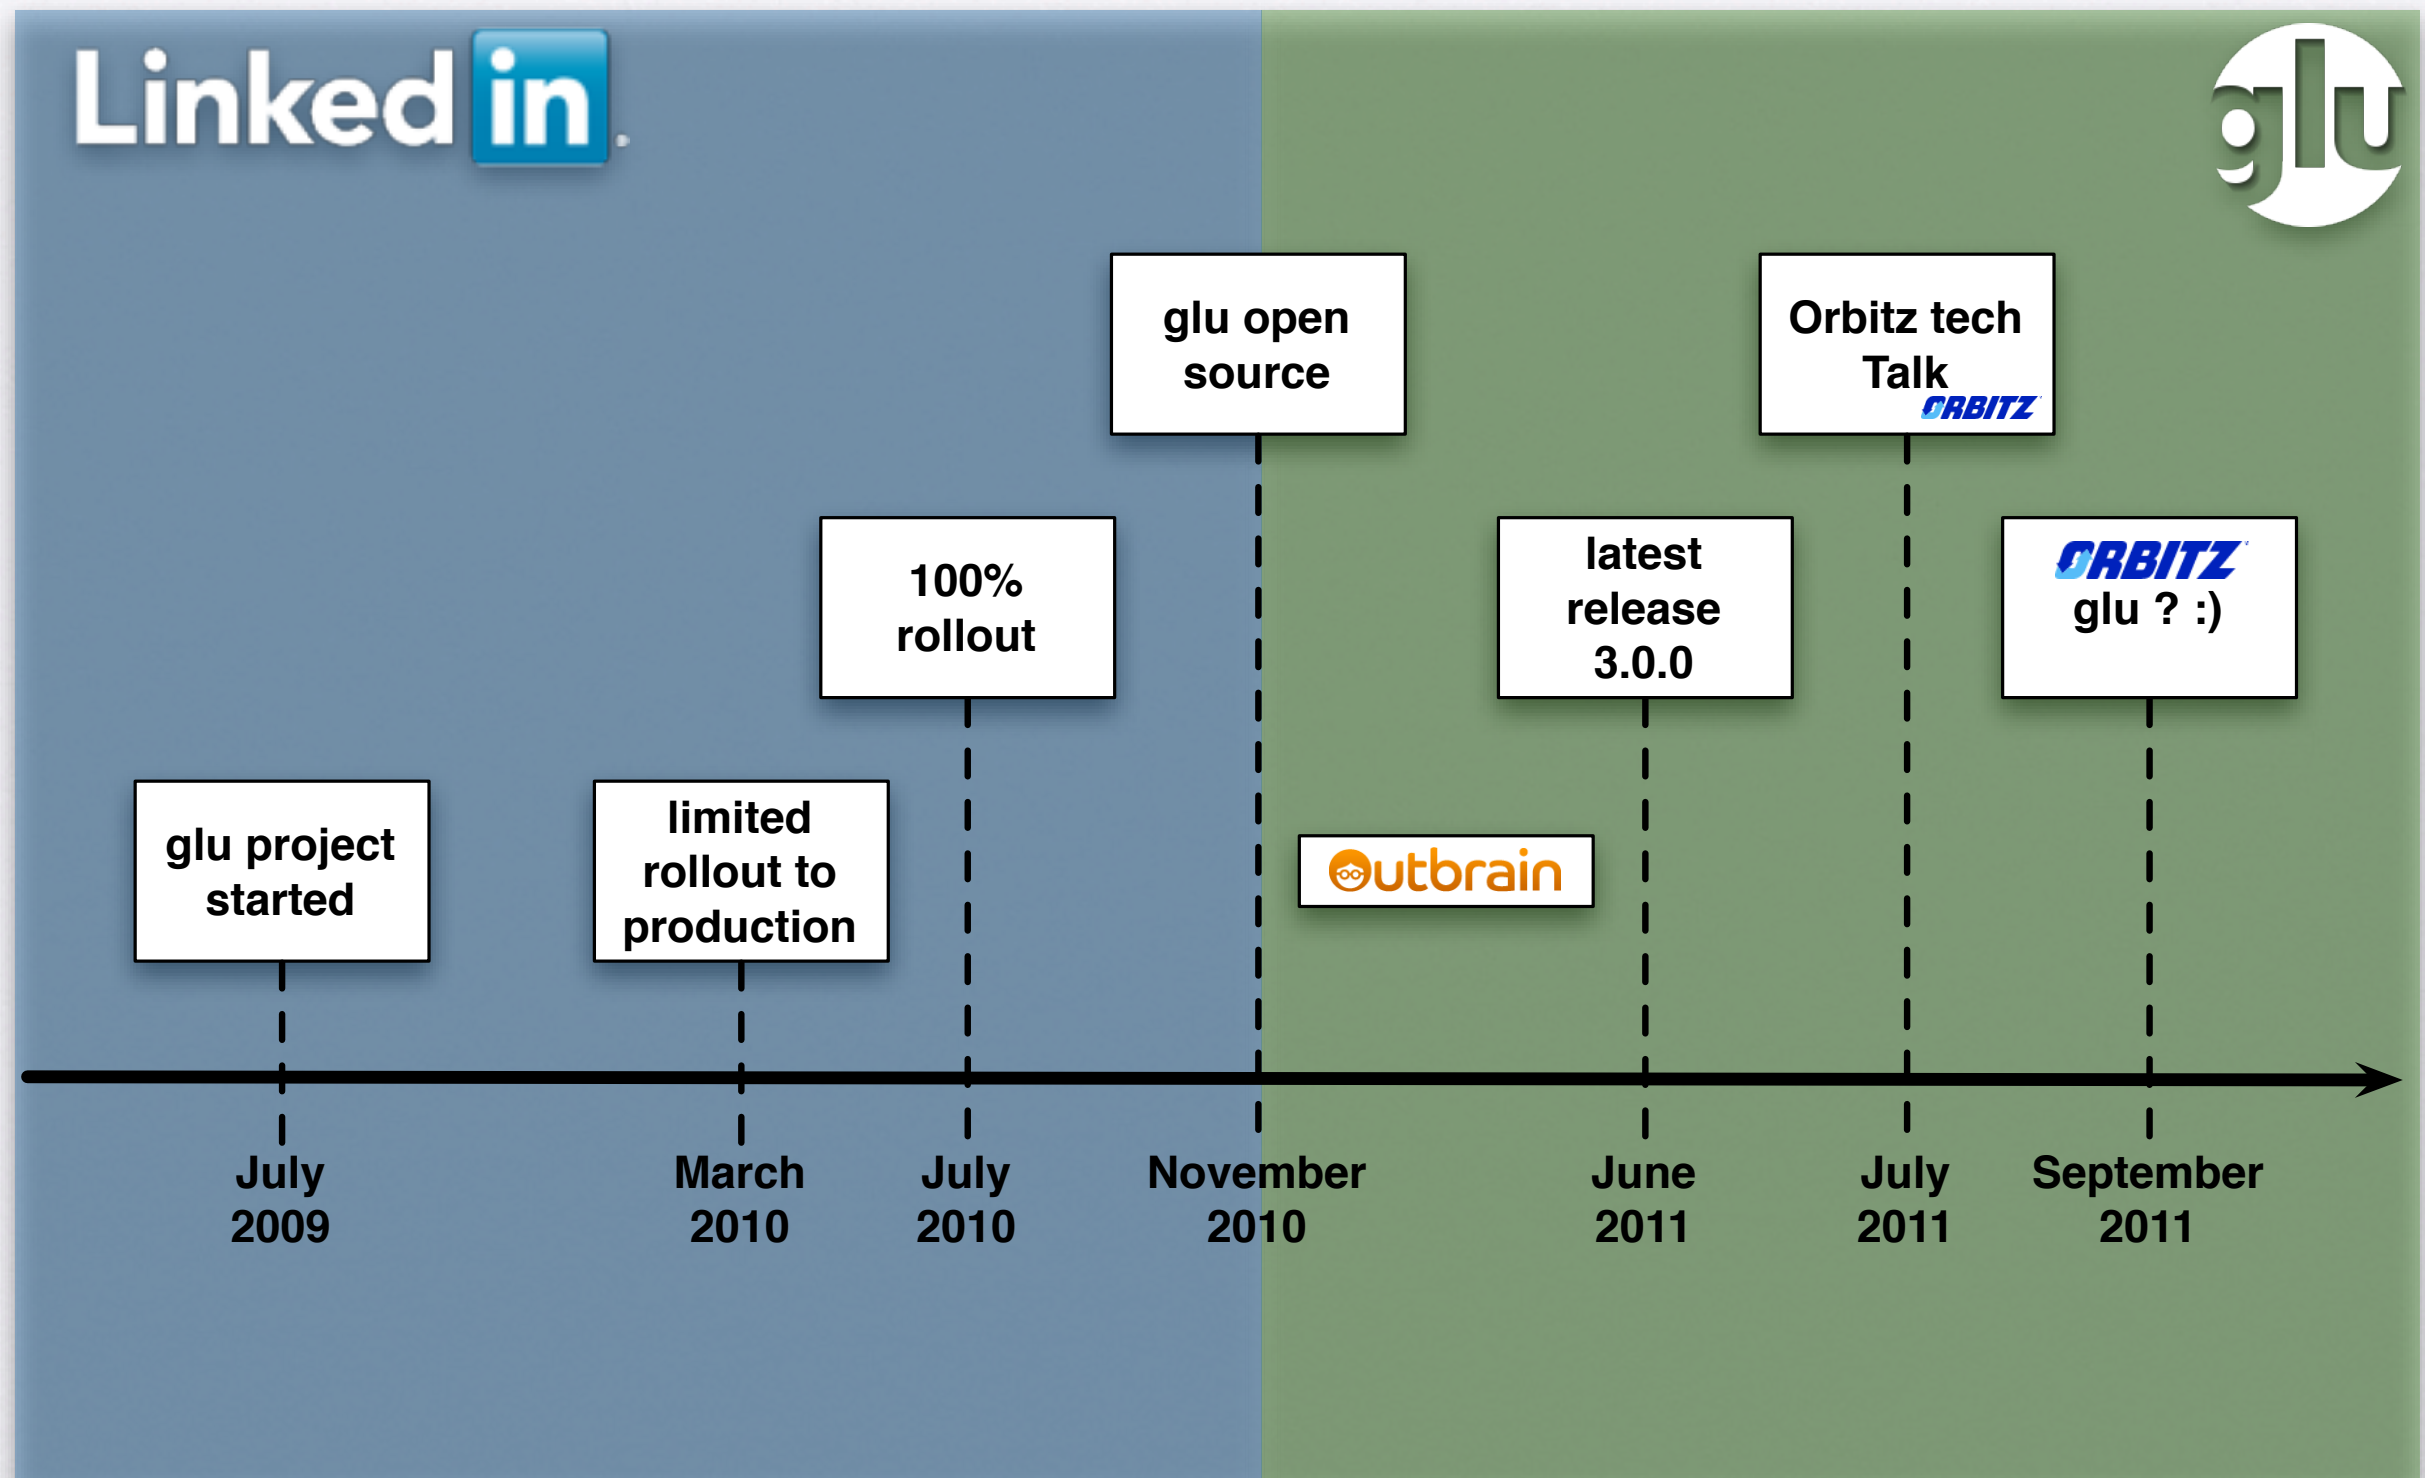 Linked in
glu
glu open
source
Orbitz tech
Talk
ORBITZ
100%
rollout
latest
release
3.0.0
ORBITZ
glu ? :)
glu project
started
limited
rollout to
production
Outbrain
July
2009
March
2010
July
2010
November
2010
June
2011
July
2011
September
2011